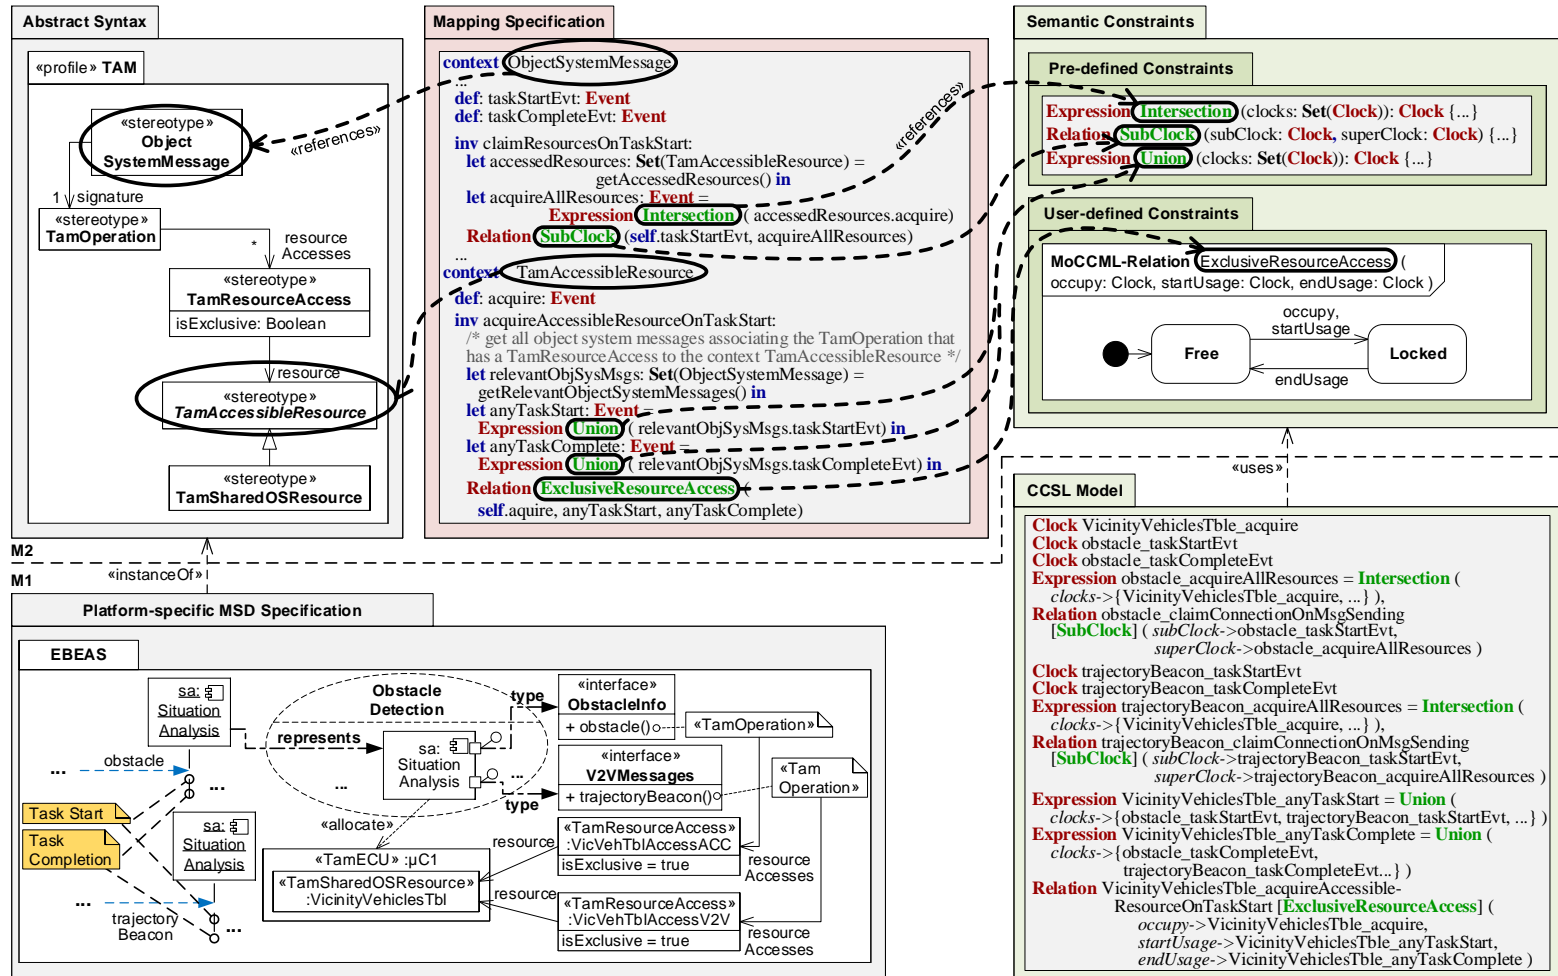 Abstract Syntax
«profile» TAM
«stereotype»
Object
SystemMessage
1
signature
«stereotype»
TamOperation
*
resource
Accesses
«stereotype»
TamResourceAccess
isExclusive: Boolean
resource
«stereotype»
TamAccessibleResource
«stereotype»
TamSharedOSResource
«references»
Mapping Specification
context ObjectSystemMessage
...
def: taskStartEvt: Event
def: taskCompleteEvt: Event
inv claimResourcesOnTaskStart:
let accessedResources: Set(TamAccessibleResource) =
getAccessedResources() in
let acquireAllResources: Event =
Expression Intersection ( accessedResources.acquire)
Relation SubClock (self.taskStartEvt, acquireAllResources)
...
context TamAccessibleResource
def: acquire: Event
inv acquireAccessibleResourceOnTaskStart:
/* get all object system messages associating the TamOperation that
has a TamResourceAccess to the context TamAccessibleResource */
let relevantObjSysMsgs: Set(ObjectSystemMessage) =
getRelevantObjectSystemMessages() in
let anyTaskStart: Event =
Expression Union ( relevantObjSysMsgs.taskStartEvt) in
let anyTaskComplete: Event =
Expression Union ( relevantObjSysMsgs.taskCompleteEvt) in
Relation ExclusiveResourceAccess (
self.aquire, anyTaskStart, anyTaskComplete)
«references»
Semantic Constraints
Pre-defined Constraints
Expression Intersection (clocks: Set(Clock)): Clock {...}
Relation SubClock (subClock: Clock, superClock: Clock) {...}
Expression Union (clocks: Set(Clock)): Clock {...}
User-defined Constraints
MoCCML-Relation ExclusiveResourceAccess (
occupy: Clock, startUsage: Clock, endUsage: Clock )
occupy,
startUsage
Free
Locked
endUsage
«uses»
M2
M1
«instanceOf»
Platform-specific MSD Specification
EBEAS
sa:
Situation
Analysis
... obstacle
...
Task Start
Task
Completion
sa:
Situation
Analysis
...
trajectory
Beacon
...
represents
Obstacle
Detection
sa:
Situation
Analysis
...
...
type
type
«allocate»
«interface»
ObstacleInfo
+ obstacle()
«TamOperation»
«interface»
V2VMessages
+ trajectoryBeacon()
«Tam
Operation»
«TamECU» :µC1
«TamSharedOSResource»
:VicinityVehiclesTbl
resource
resource
«TamResourceAccess»
:VicVehTblAccessACC
isExclusive = true
resource
Accesses
«TamResourceAccess»
:VicVehTblAccessV2V
isExclusive = true
resource
Accesses
CCSL Model
Clock VicinityVehiclesTble_acquire
Clock obstacle_taskStartEvt
Clock obstacle_taskCompleteEvt
Expression obstacle_acquireAllResources = Intersection (
clocks->{VicinityVehiclesTble_acquire, ...} ),
Relation obstacle_claimConnectionOnMsgSending
[SubClock] ( subClock->obstacle_taskStartEvt,
superClock->obstacle_acquireAllResources )
Clock trajectoryBeacon_taskStartEvt
Clock trajectoryBeacon_taskCompleteEvt
Expression trajectoryBeacon_acquireAllResources = Intersection (
clocks->{VicinityVehiclesTble_acquire, ...} ),
Relation trajectoryBeacon_claimConnectionOnMsgSending
[SubClock] ( subClock->trajectoryBeacon_taskStartEvt,
superClock->trajectoryBeacon_acquireAllResources )
Expression VicinityVehiclesTble_anyTaskStart = Union (
clocks->{obstacle_taskStartEvt, trajectoryBeacon_taskStartEvt, ...} )
Expression VicinityVehiclesTble_anyTaskComplete = Union (
clocks->{obstacle_taskCompleteEvt,
trajectoryBeacon_taskCompleteEvt...} )
Relation VicinityVehiclesTble_acquireAccessible-
ResourceOnTaskStart [ExclusiveResourceAccess] (
occupy->VicinityVehiclesTble_acquire,
startUsage->VicinityVehiclesTble_anyTaskStart,
endUsage->VicinityVehiclesTble_anyTaskComplete )